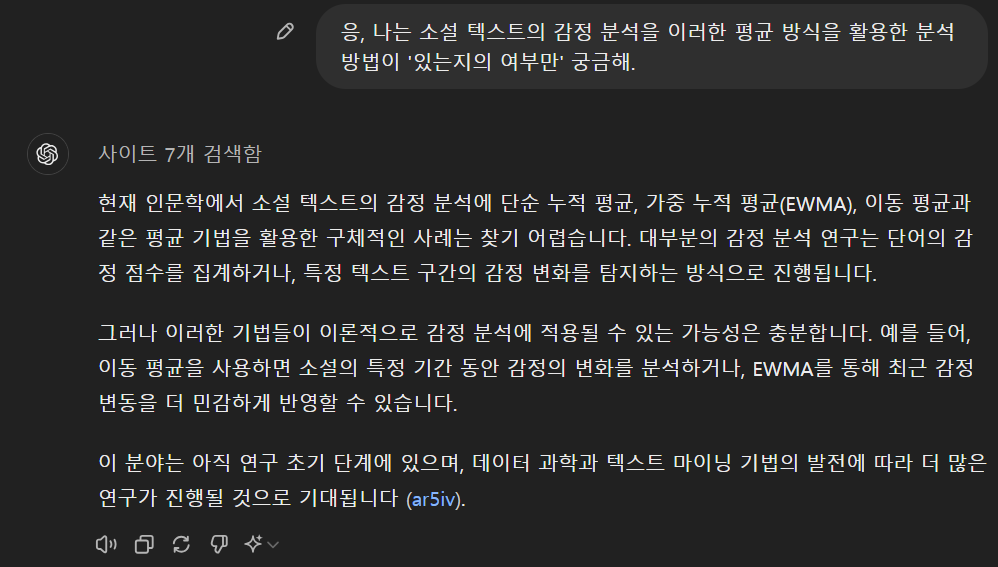 응, 나는 소설 텍스트의 감정 분석을 이러한 평균 방식을 활용한 분석
방법이 '있는지의 여부만' 궁금해.
사이트 7개 검색함
현재 인문학에서 소설 텍스트의 감정 분석에 단순 누적 평균, 가중 누적 평균(EWMA), 이동 평균과
같은 평균 기법을 활용한 구체적인 사례는 찾기 어렵습니다. 대부분의 감정 분석 연구는 단어의 감
정 점수를 집계하거나, 특정 텍스트 구간의 감정 변화를 탐지하는 방식으로 진행됩니다.
그러나 이러한 기법들이 이론적으로 감정 분석에 적용될 수 있는 가능성은 충분합니다. 예를 들어,
이동 평균을 사용하면 소설의 특정 기간 동안 감정의 변화를 분석하거나, EWMA를 통해 최근 감정
변동을 더 민감하게 반영할 수 있습니다.
이 분야는 아직 연구 초기 단계에 있으며, 데이터 과학과 텍스트 마이닝 기법의 발전에 따라 더 많은
연구가 진행될 것으로 기대됩니다 (ar5iv).